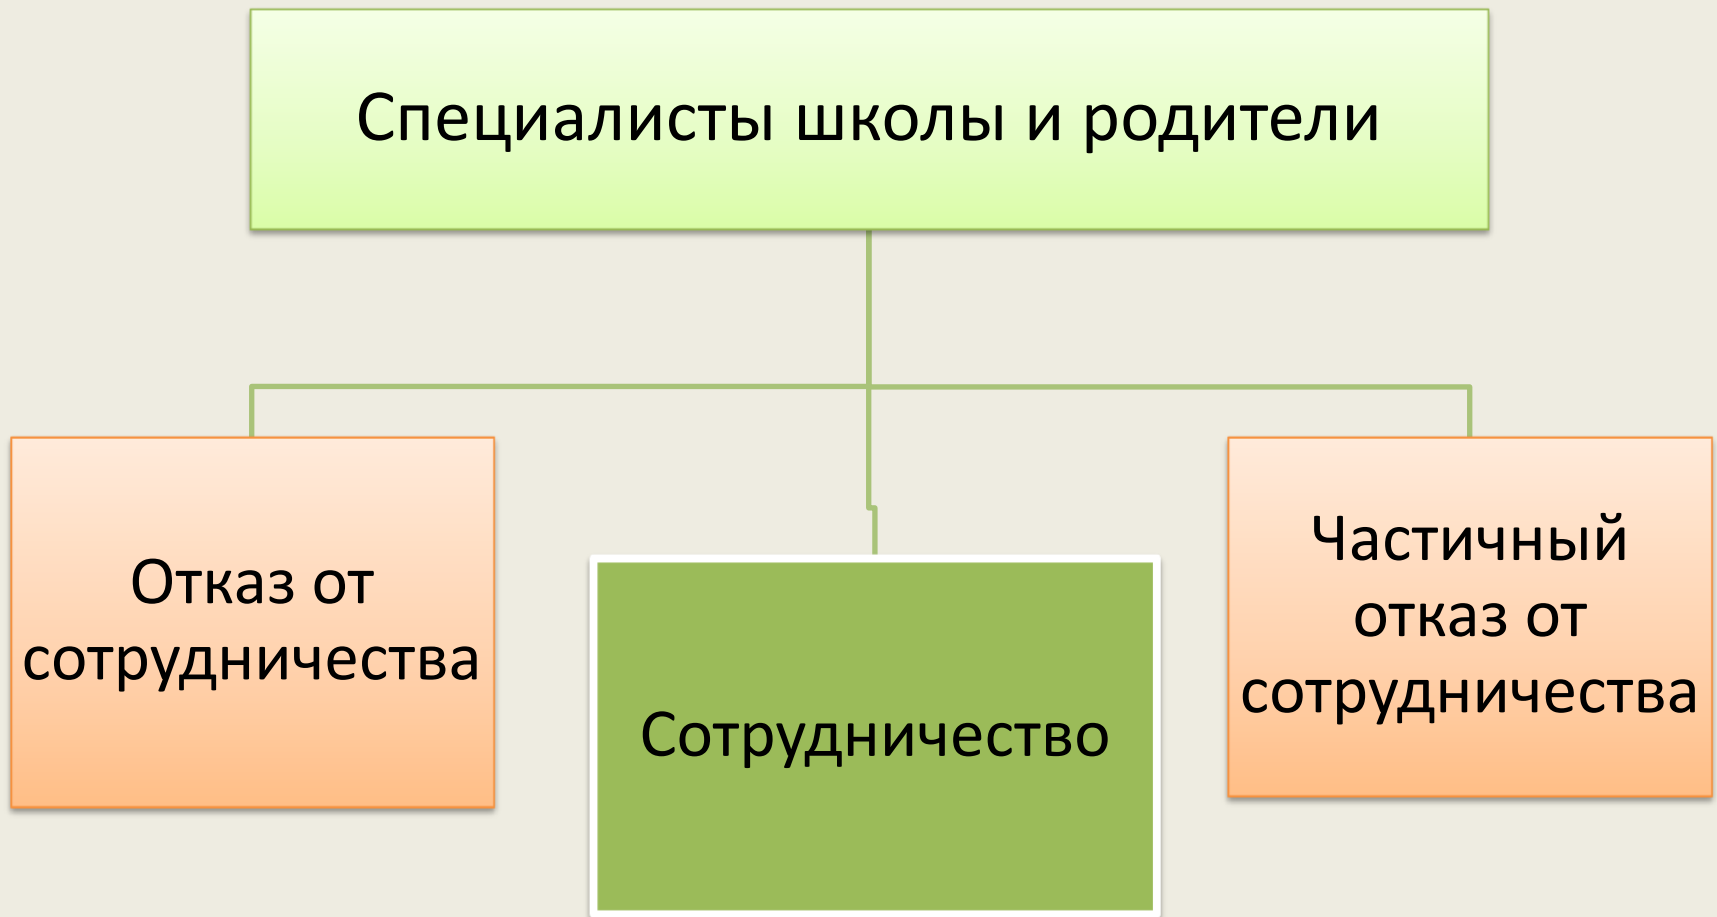 Специалисты школы и родители
Отказ от
сотрудничества
Сотрудничество
Частичный
отказ от
сотрудничества